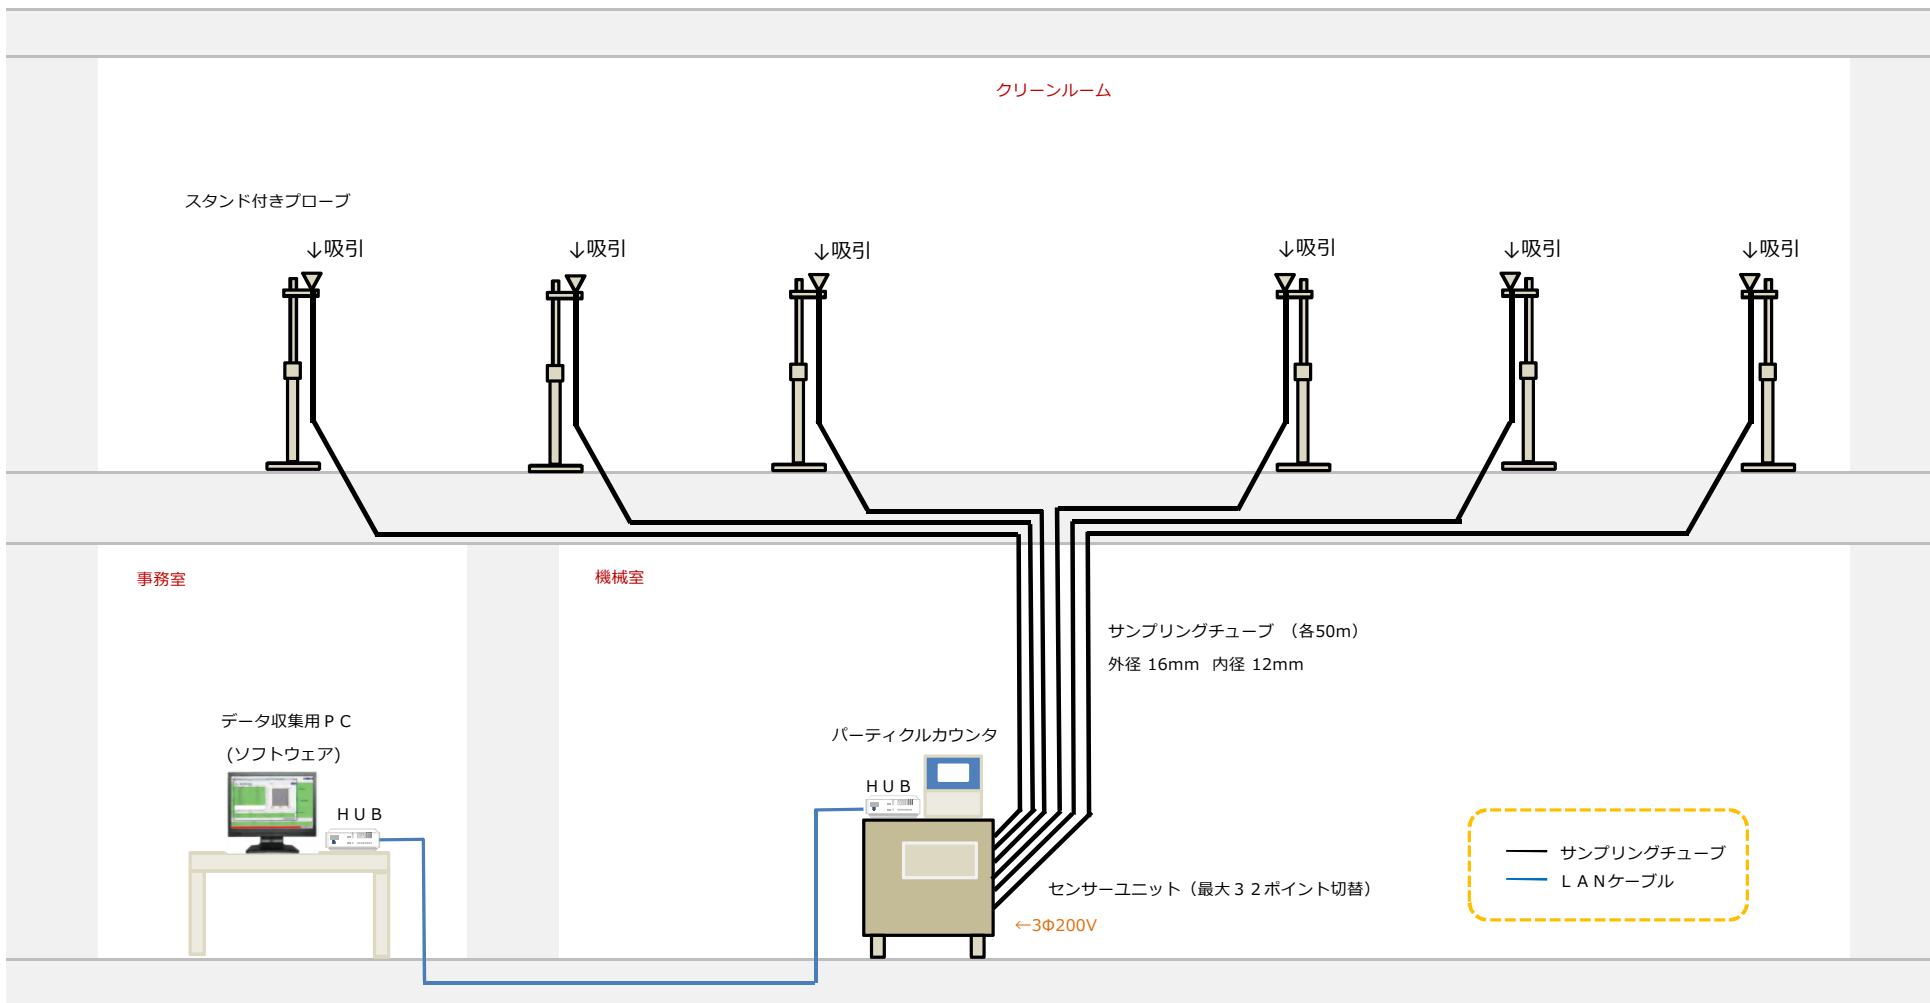 クリーンルーム
スタンド付きプローブ
↓吸引
↓吸引
↓吸引
↓吸引
↓吸引
↓吸引
事務室
機械室
サンプリングチューブ （各50m）
外径 16mm 内径 12mm
データ収集用ＰＣ
(ソフトウェア)
ＨＵＢ
パーティクルカウンタ
ＨＵＢ
センサーユニット（最大３２ポイント切替）
←3Φ200V
サンプリングチューブ
ＬＡＮケーブル